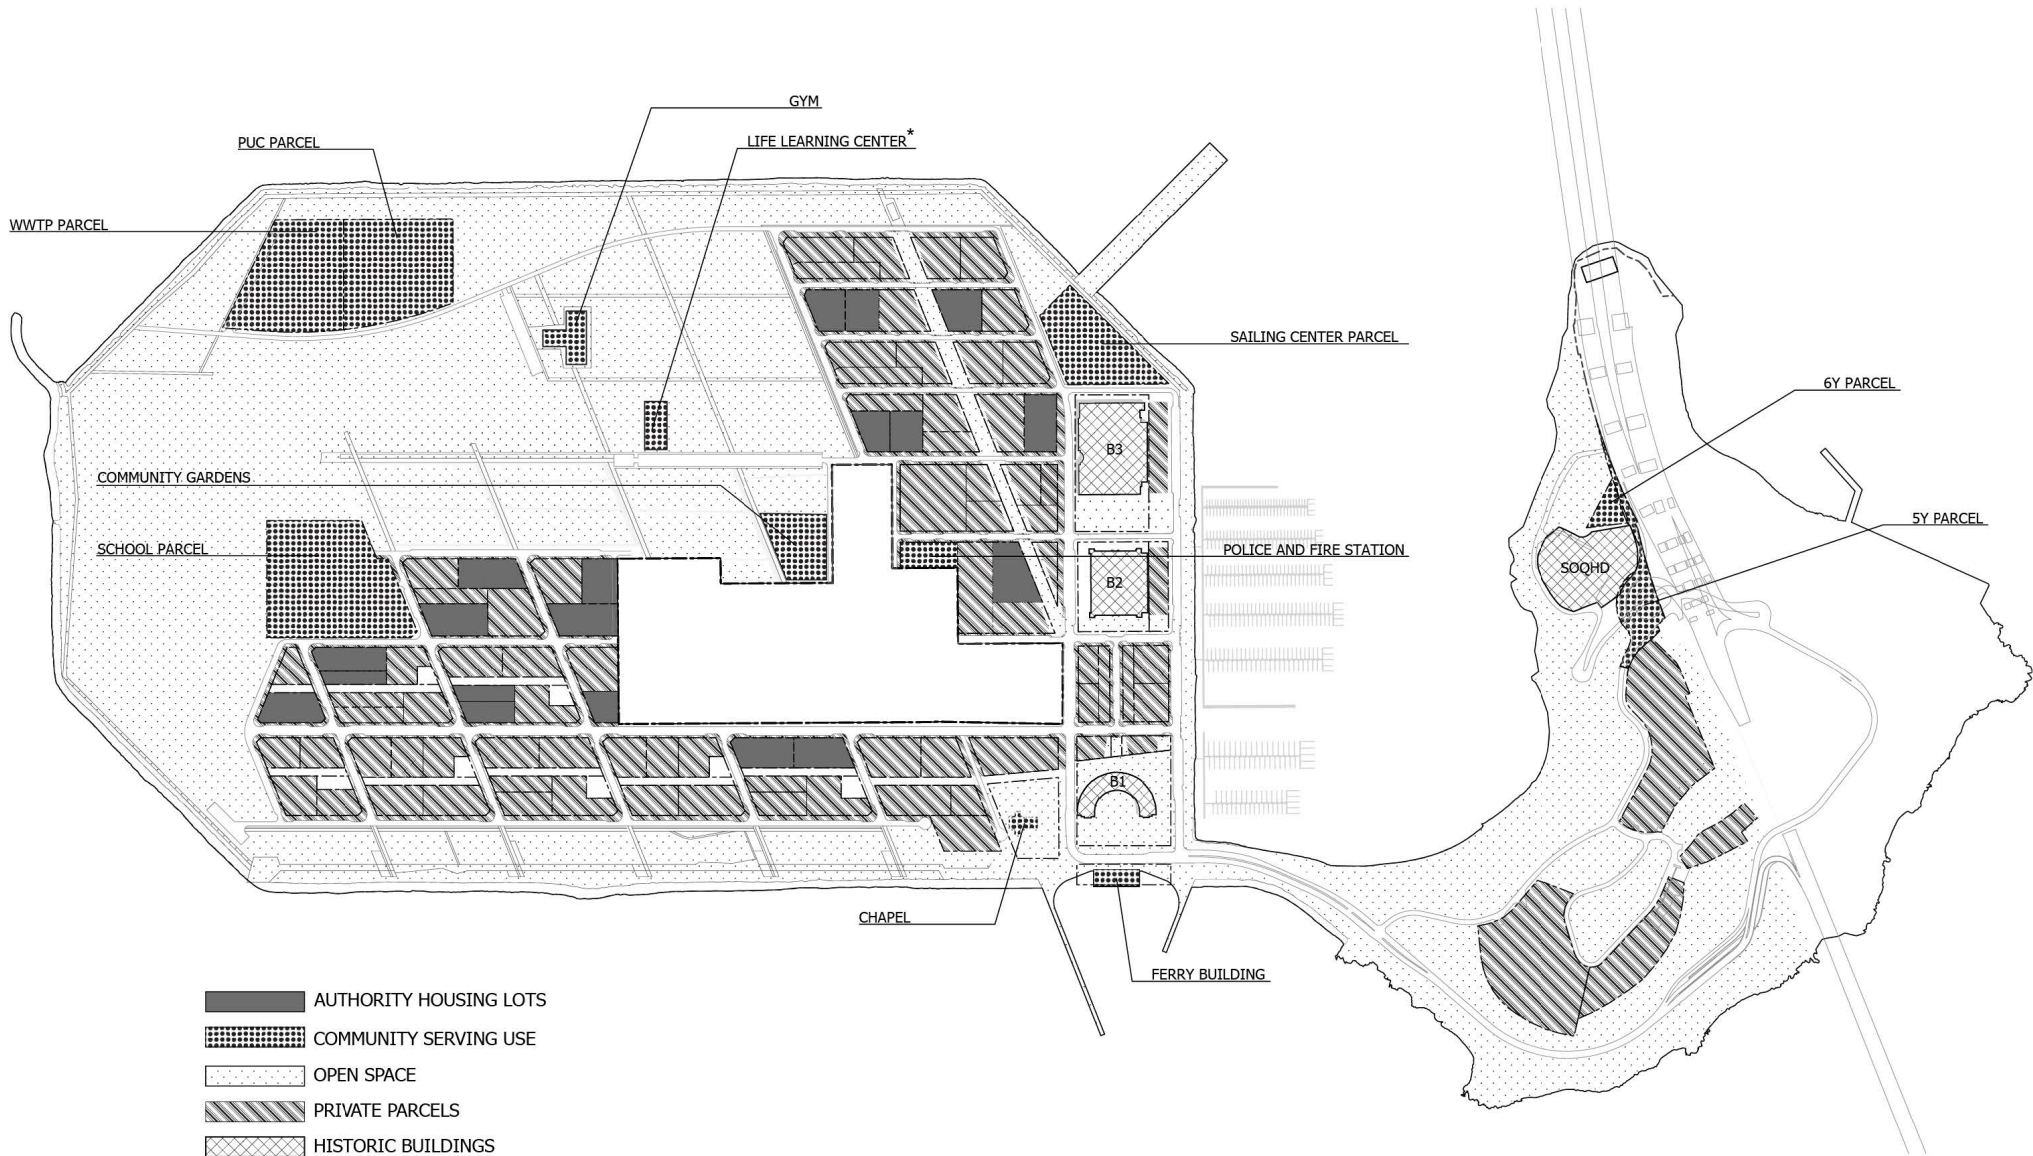 GYM
PUC PARCEL
LIFE LEARNING CENTER*
WWTP PARCEL
SAILING CENTER PARCEL
6Y PARCEL
B3
COMMUNITY GARDENS
5Y PARCEL
SCHOOL PARCEL
POLICE AND FIRE STATION
SOQHD
B2
B1
CHAPEL
FERRY BUILDING
AUTHORITY HOUSING LOTS
COMMUNITY SERVING USE
OPEN SPACE
PRIVATE PARCELS
HISTORIC BUILDINGS